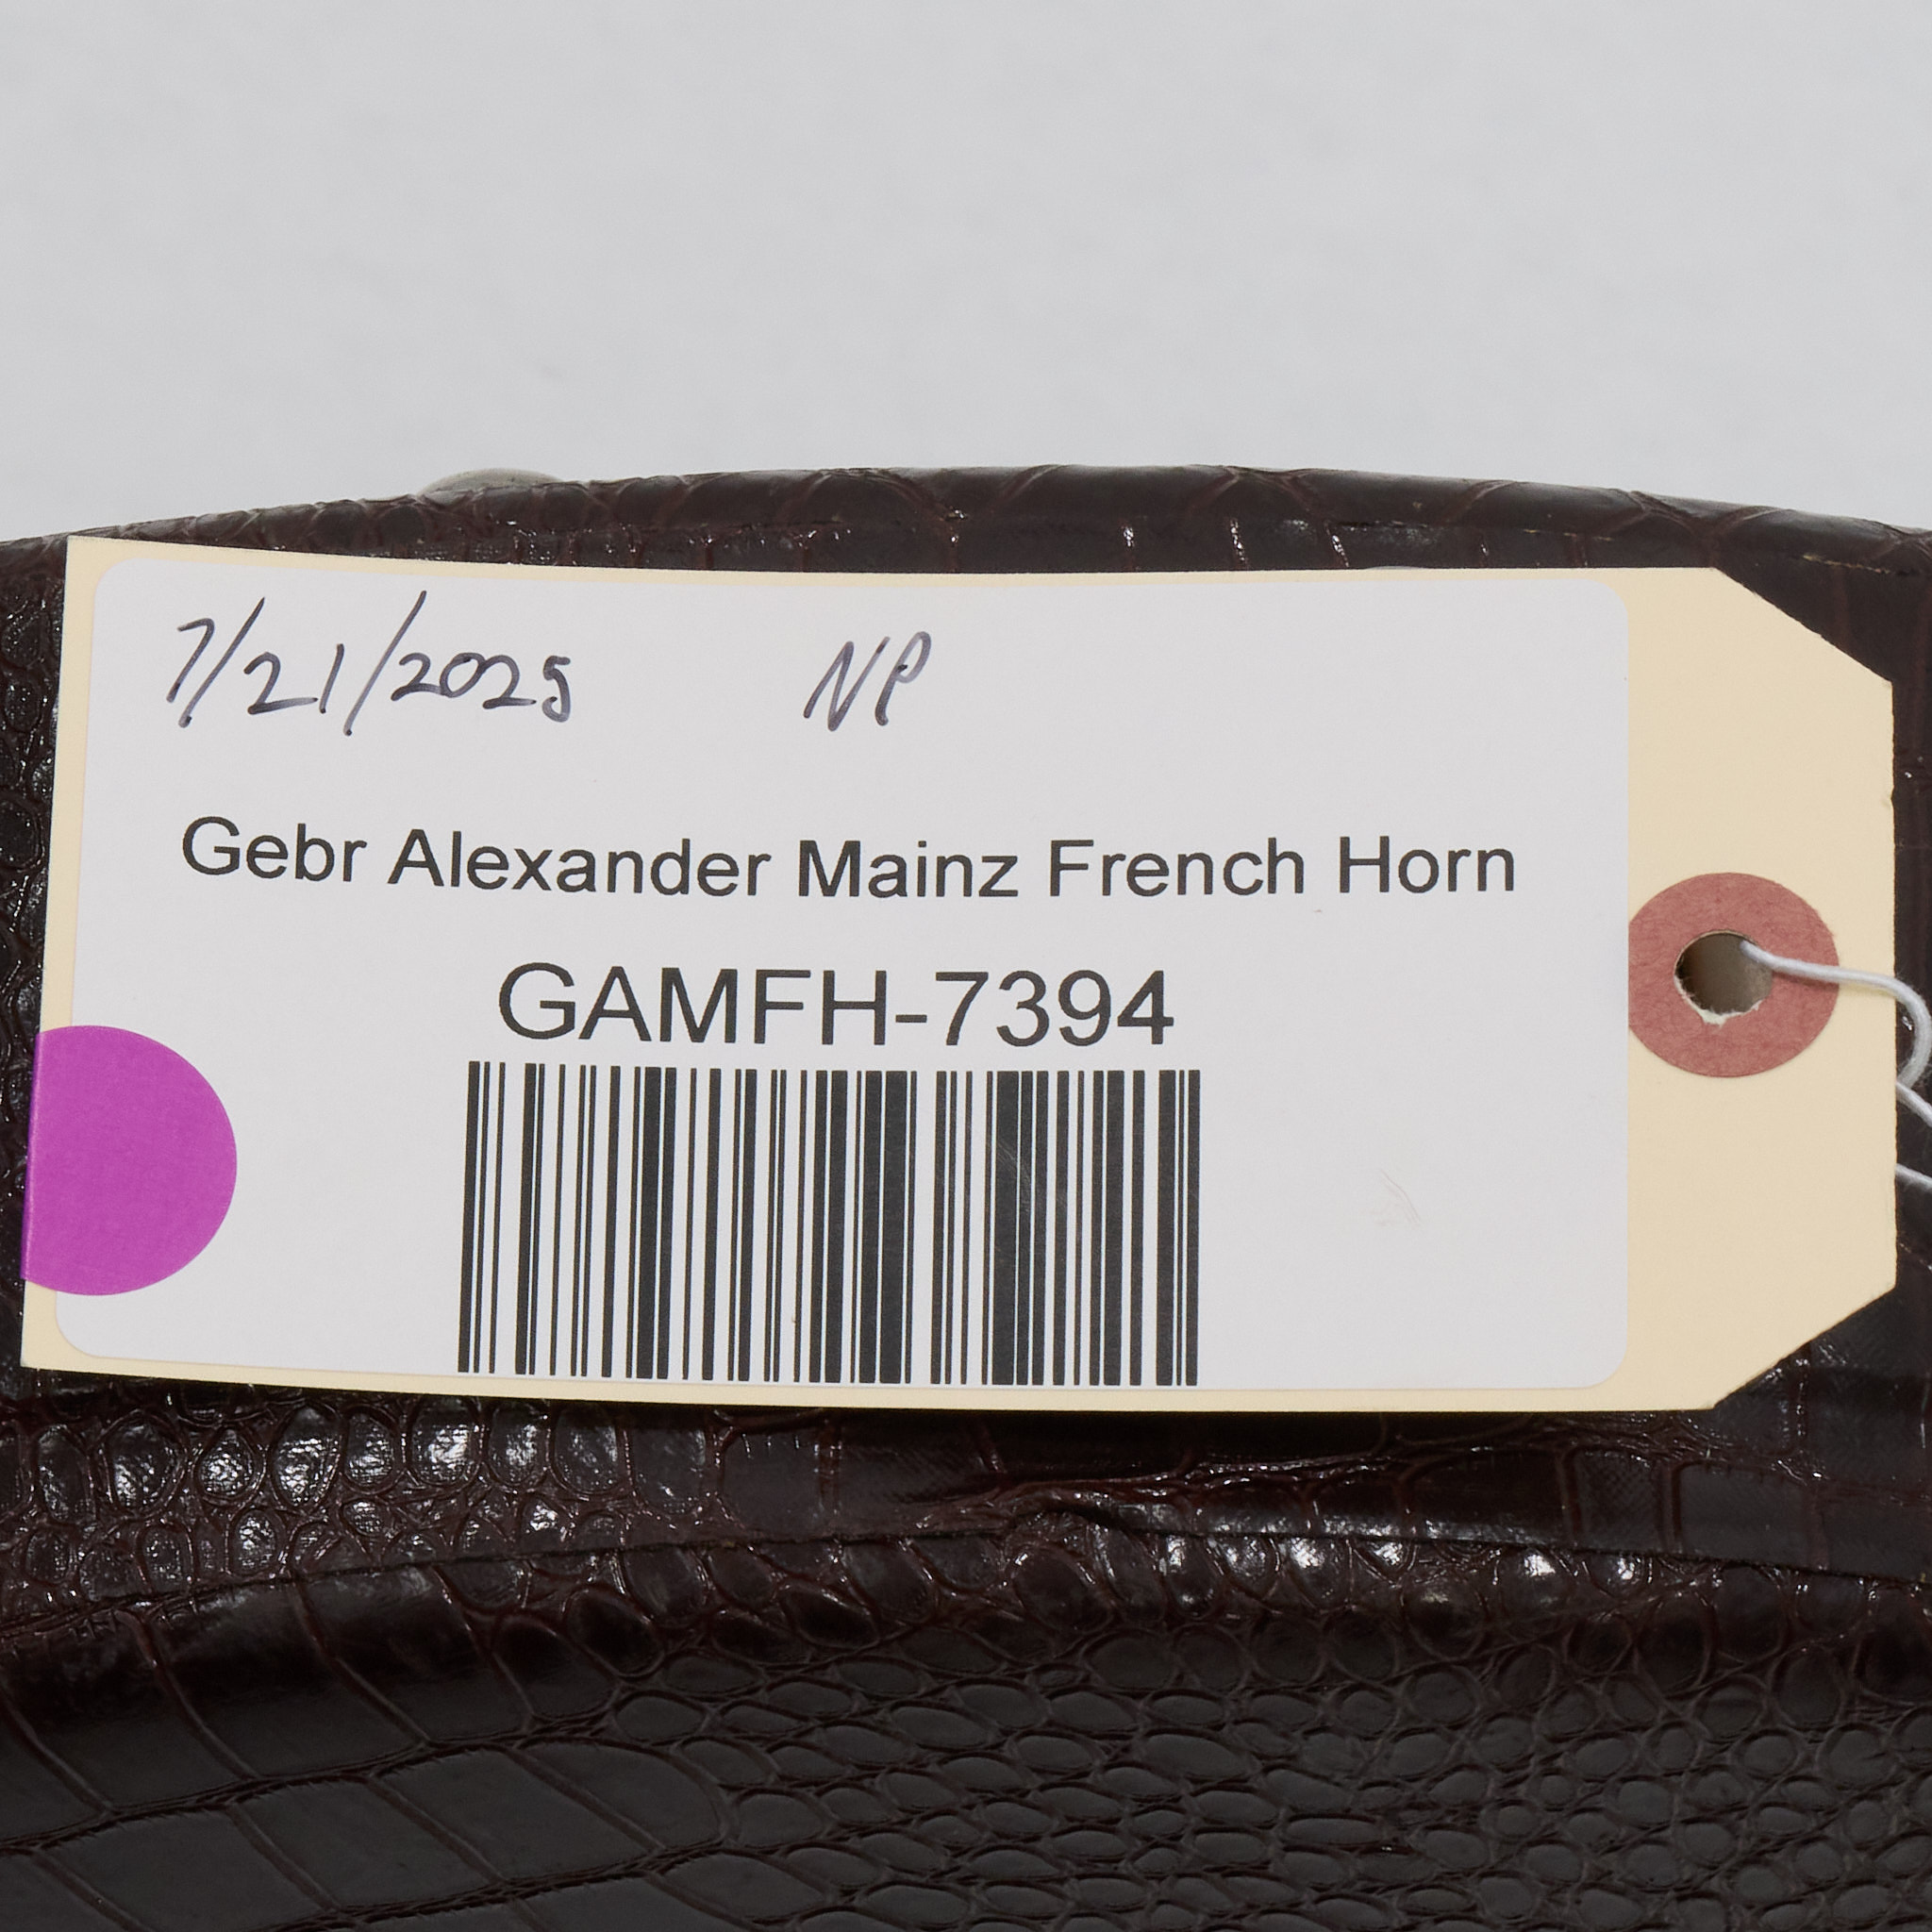 7/21/2025 NP
Gebr Alexander Mainz French Horn
GAMFH-7394